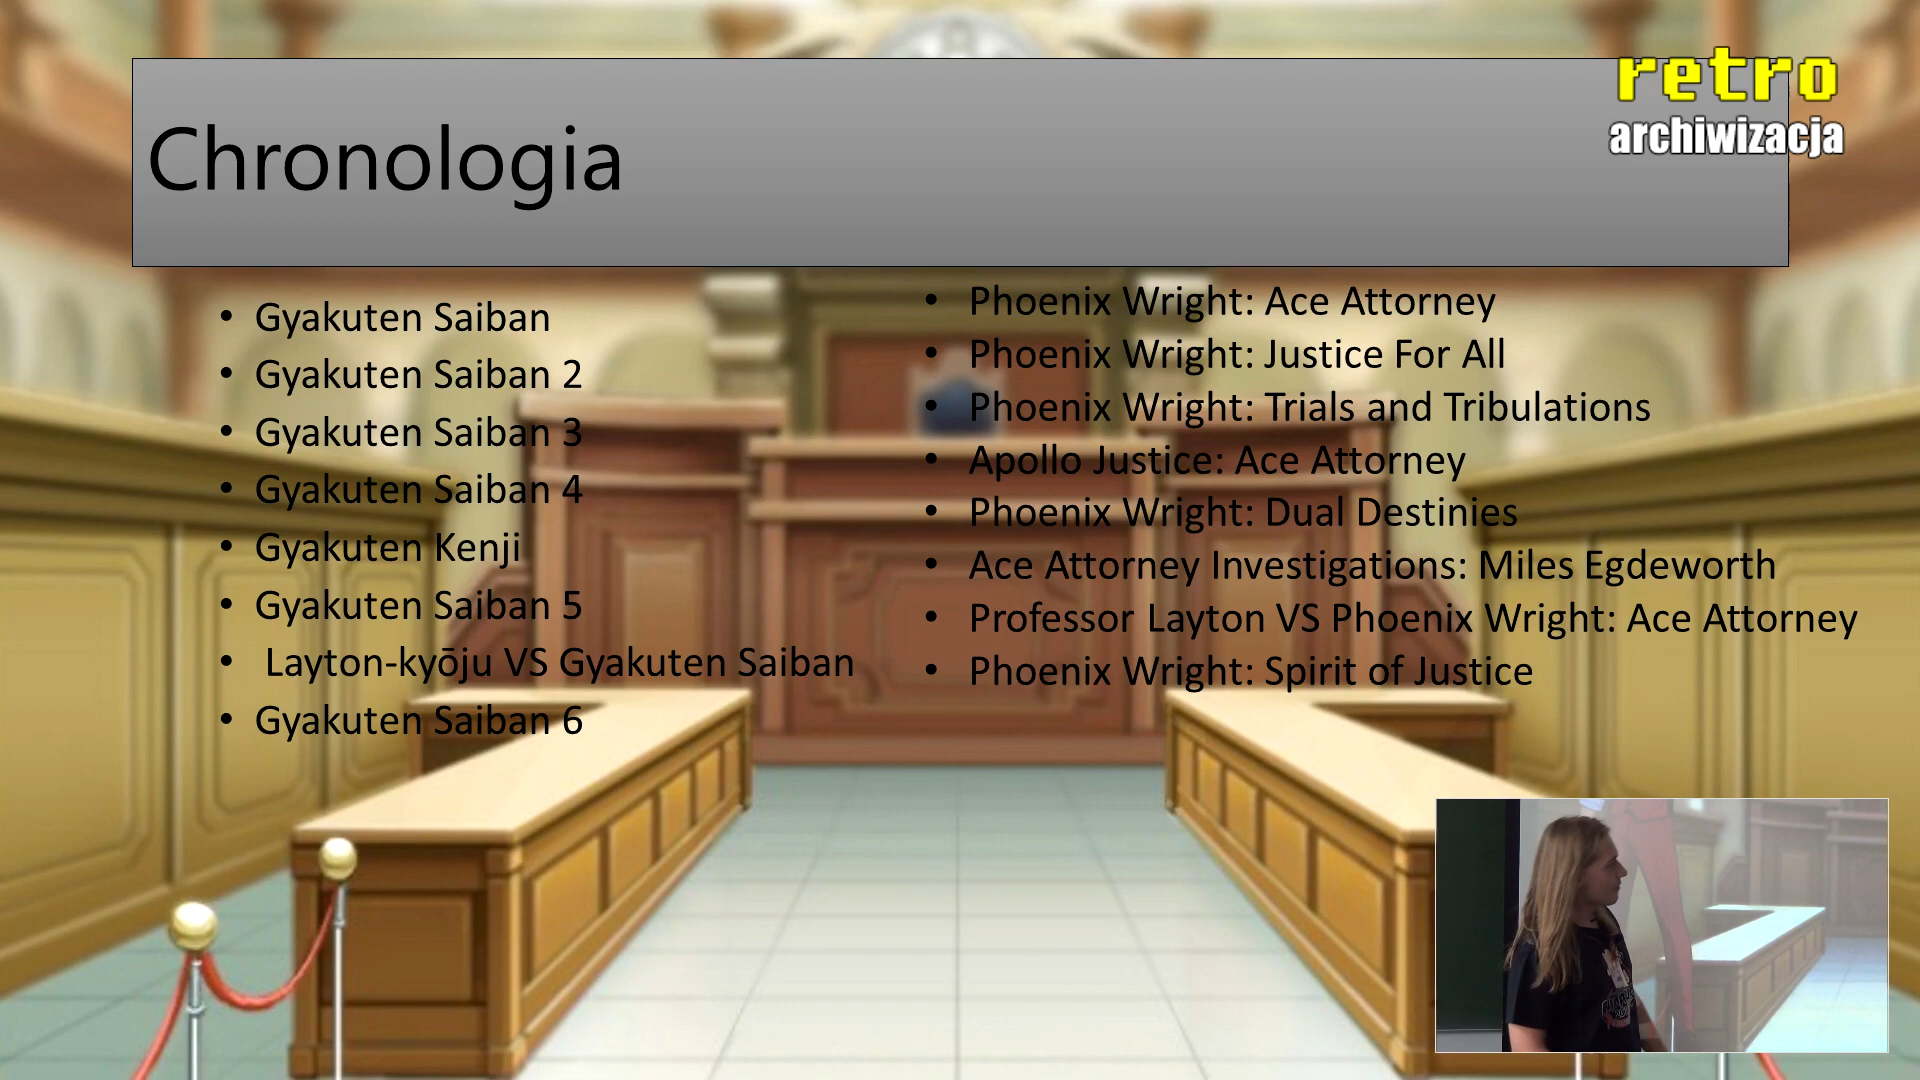 Chronologia
retro
archiwizacja
Gyakuten Saiban
Gyakuten Saiban 2
Gyakuten Saiban 3
Gyakuten Saiban 4
Gyakuten Kenji
Gyakuten Saiban 5
Layton-kyōju VS Gyakuten Saiban
Gyakuten Saiban 6
Phoenix Wright: Ace Attorney
Phoenix Wright: Justice For All
Phoenix Wright: Trials and Tribulations
Apollo Justice: Ace Attorney
Phoenix Wright: Dual Destinies
Ace Attorney Investigations: Miles Egdeworth
Professor Layton VS Phoenix Wright: Ace Attorney
Phoenix Wright: Spirit of Justice